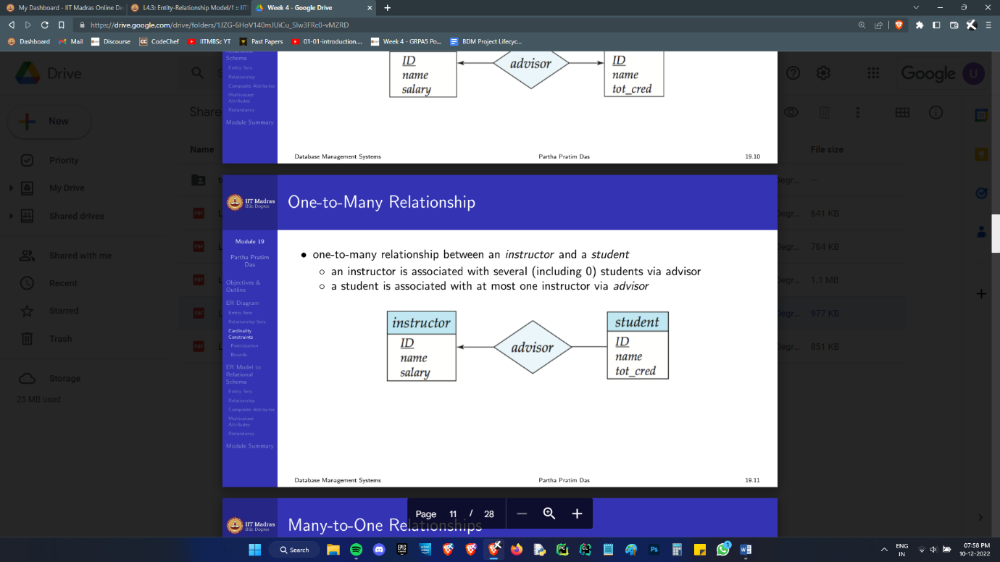 My Dashboard - IIT Madras Online De
L4.3: Entity-Relationship Model/1 :: IIT
Week 4 - Google Drive
https://drive.google.com/drive/folders/1JZG-6HoV140mJUiCu_Slw3FRc0-vMZRD
Dashboard
Mail
Discourse
CodeChef
IITMBSc YT
Past Papers
01-01-introduction....
Week 4 - GRPA5 Po...
BDM Project Lifecyc...
Drive
Google
U
New
Priority
My Drive
Shared drives
Shared with me
Recent
Starred
Trash
Storage
25 MB used
Share
Name
File size
—
641 KB
784 KB
1.1 MB
977 KB
851 KB
Schema
Entity Sets
Relationship
Composite Attributes
Multivalued
Attributes
Redundancy
Module Summary
ID
name
salary
advisor
ID
name
tot_cred
Database Management Systems
Partha Pratim Das
19.10
IIT Madras
BSc Degree
One-to-Many Relationship
Module 19
Partha Pratim
Das
Objectives &
Outline
ER Diagram
Entity Sets
Relationship Sets
Cardinality
Constraints
Participation
Bounds
ER Model to
Relational
Schema
Entity Sets
Relationship
Composite Attributes
Multivalued
Attributes
Redundancy
Module Summary
• one-to-many relationship between an instructor and a student
○ an instructor is associated with several (including 0) students via advisor
○ a student is associated with at most one instructor via advisor
instructor
ID
name
salary
advisor
student
ID
name
tot_cred
Database Management Systems
Partha Pratim Das
19.11
IIT Madras
BSc Degree
Many-to-One Relationships
Page 11 / 28
Search
ENG
IN
07:58 PM
10-12-2022